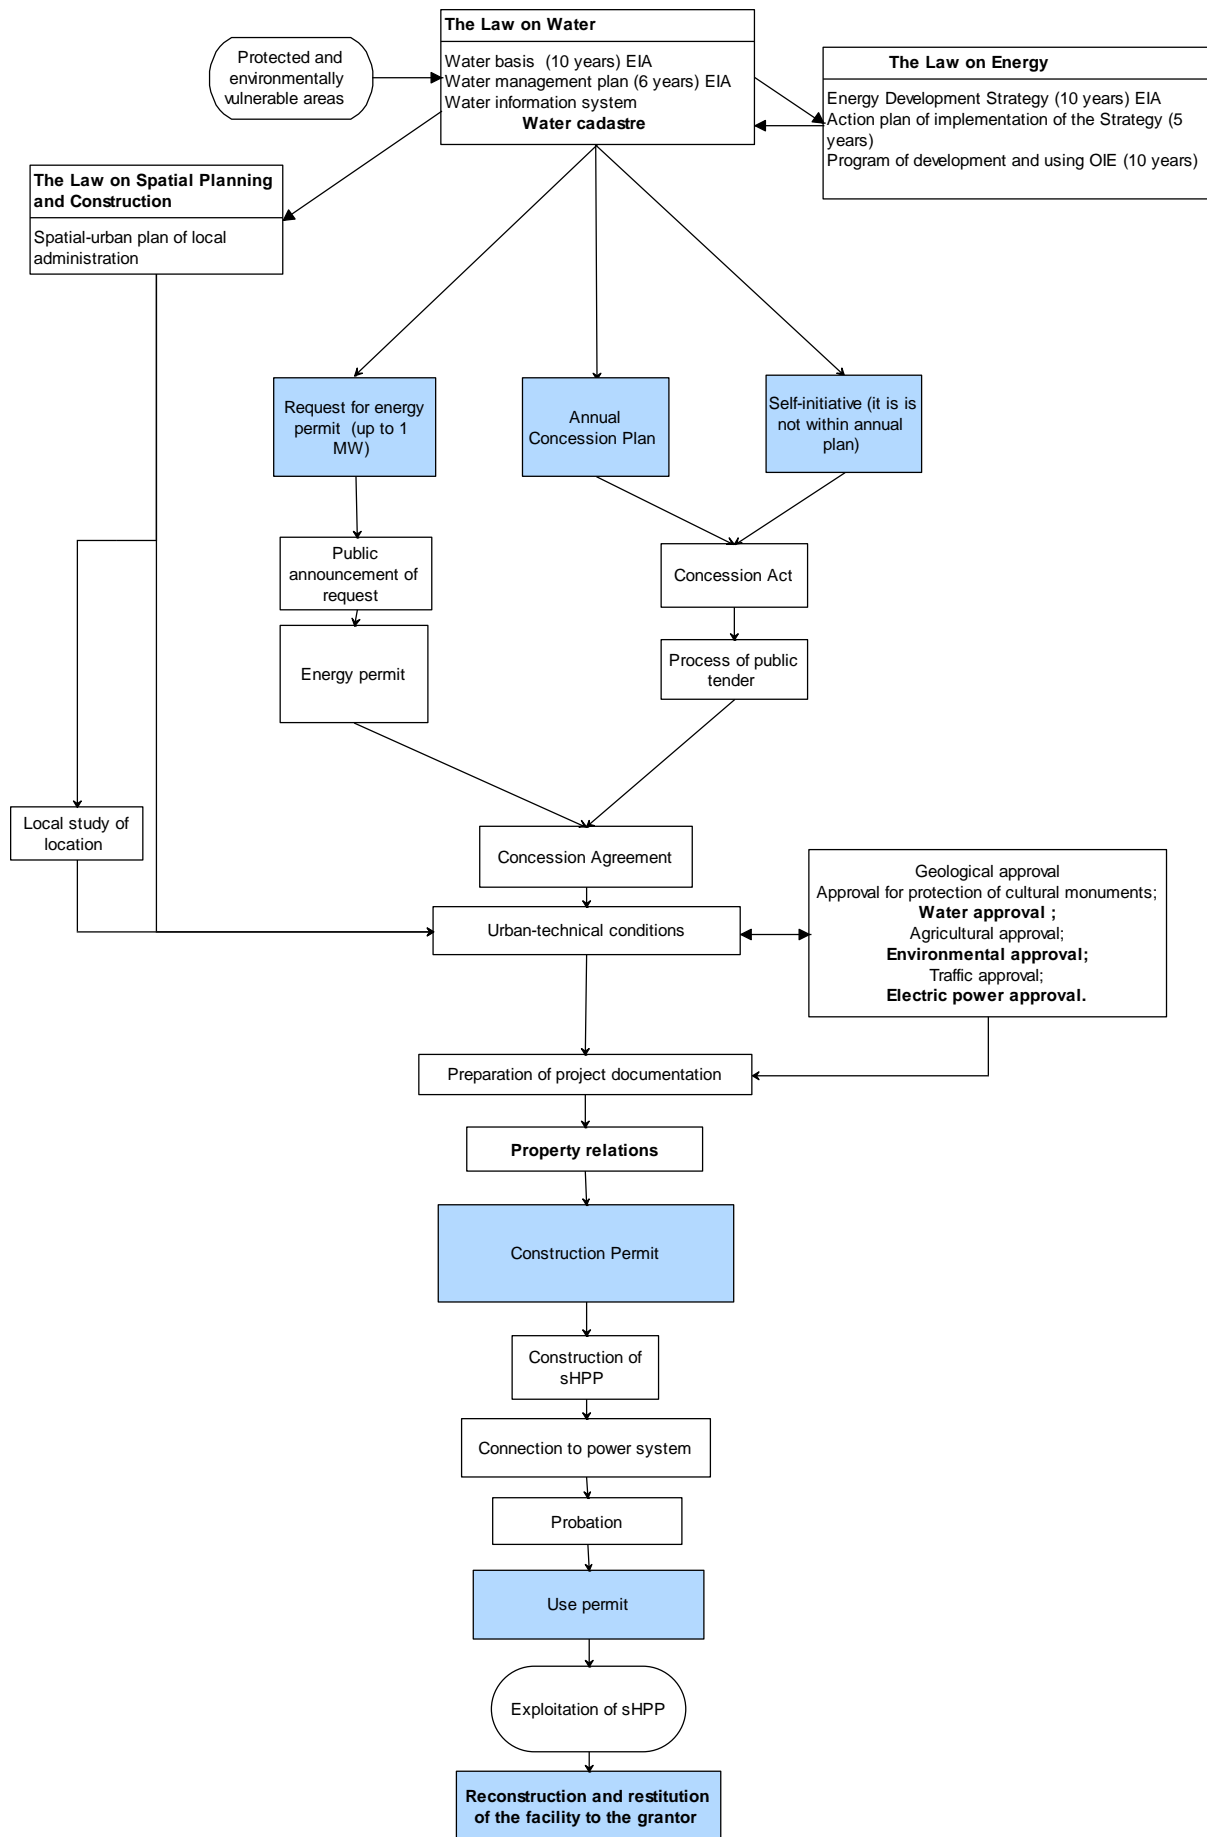 The Law on Water
Protected and
environmentally
vulnerable areas
Water basis (10 years) EIA
Water management plan (6 years) EIA
Water information system
Water cadastre
The Law on Energy
Energy Development Strategy (10 years) EIA
Action plan of implementation of the Strategy (5
years)
Program of development and using OIE (10 years)
The Law on Spatial Planning
and Construction
Spatial-urban plan of local
administration
Request for energy
permit (up to 1
MW)
Annual
Concession Plan
Self-initiative (it is is
not within annual
plan)
Public
announcement of
request
Concession Act
Energy permit
Process of public
tender
Local study of
location
Concession Agreement
Urban-technical conditions
Geological approval
Approval for protection of cultural monuments;
Water approval ;
Agricultural approval;
Environmental approval;
Traffic approval;
Electric power approval.
Preparation of project documentation
Property relations
Construction Permit
Construction of
sHPP
Connection to power system
Probation
Use permit
Exploitation of sHPP
Reconstruction and restitution
of the facility to the grantor